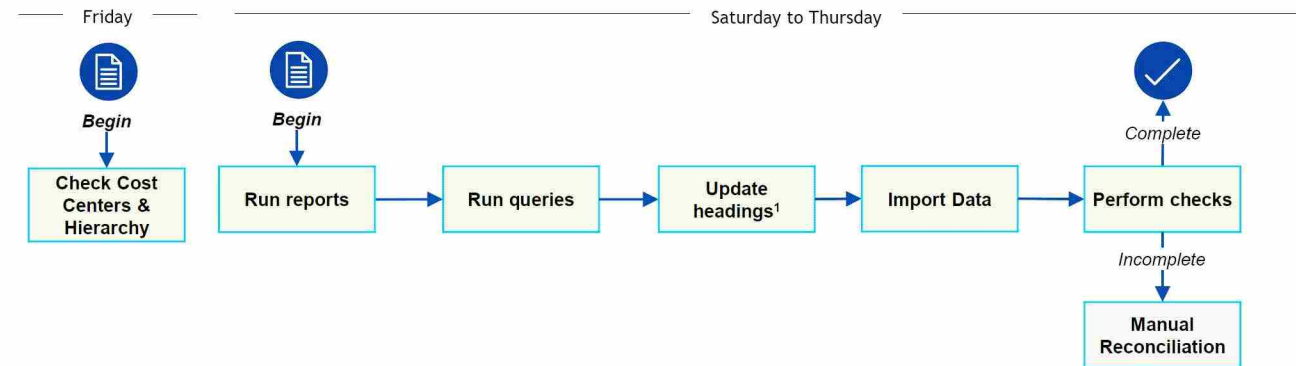 Friday
Saturday to Thursday
Begin
Begin
Complete
Check Cost
Centers &
Hierarchy
Run reports
Run queries
Update
headings¹
Import Data
Perform checks
Incomplete
Manual
Reconciliation